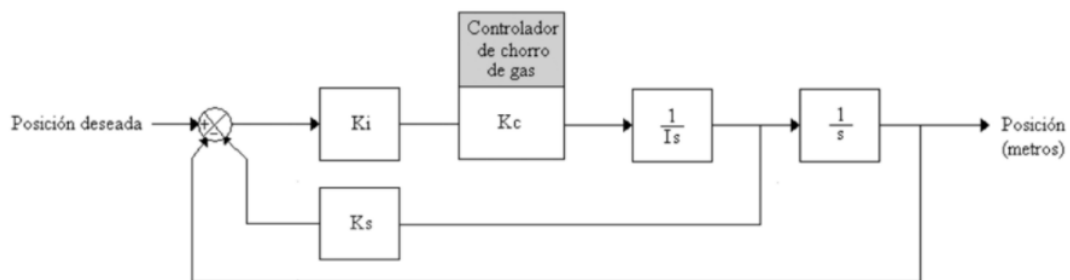 Controlador
de chorro
de gas
Posición deseada
+
−
Ki
Kc
1
Is
1
s
Posición
(metros)
Ks